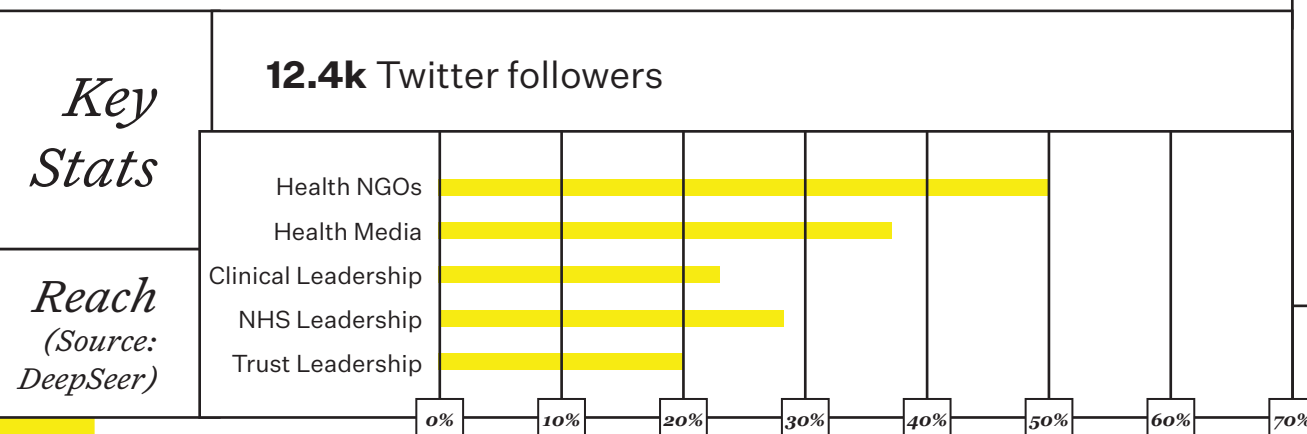 Key
Stats
12.4k Twitter followers
Reach
(Source:
DeepSeer)
Health NGOs
Health Media
Clinical Leadership
NHS Leadership
Trust Leadership
0% 10% 20% 30% 40% 50% 60% 70%